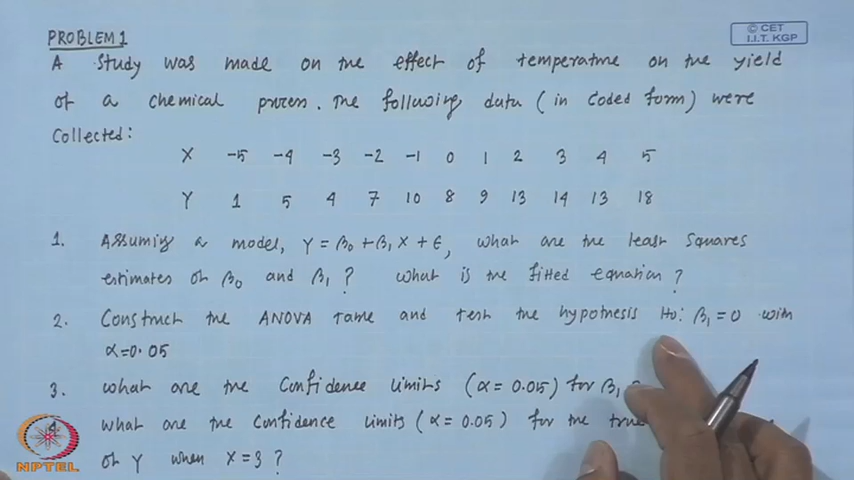 PROBLEM 1
© CET
I.I.T. KGP
A study was made on the effect of temperature on the yield
of a chemical process. The following data (in coded form) were
collected:
X -5 -4 -3 -2 -1 0 1 2 3 4 5
Y 1 5 4 7 10 8 9 13 14 13 18
1. Assuming a model, Y = β0 + β1 X + ϵ, what are the least squares
estimates of β0 and β1? What is the fitted equation?
2. Construct the ANOVA Table and test the hypothesis H0: β1 = 0 with
α=0.05
3. What are the confidence limits (α = 0.05) for β1
4. What are the confidence limits (α = 0.05) for the true
of Y when X=3?
NPTEL